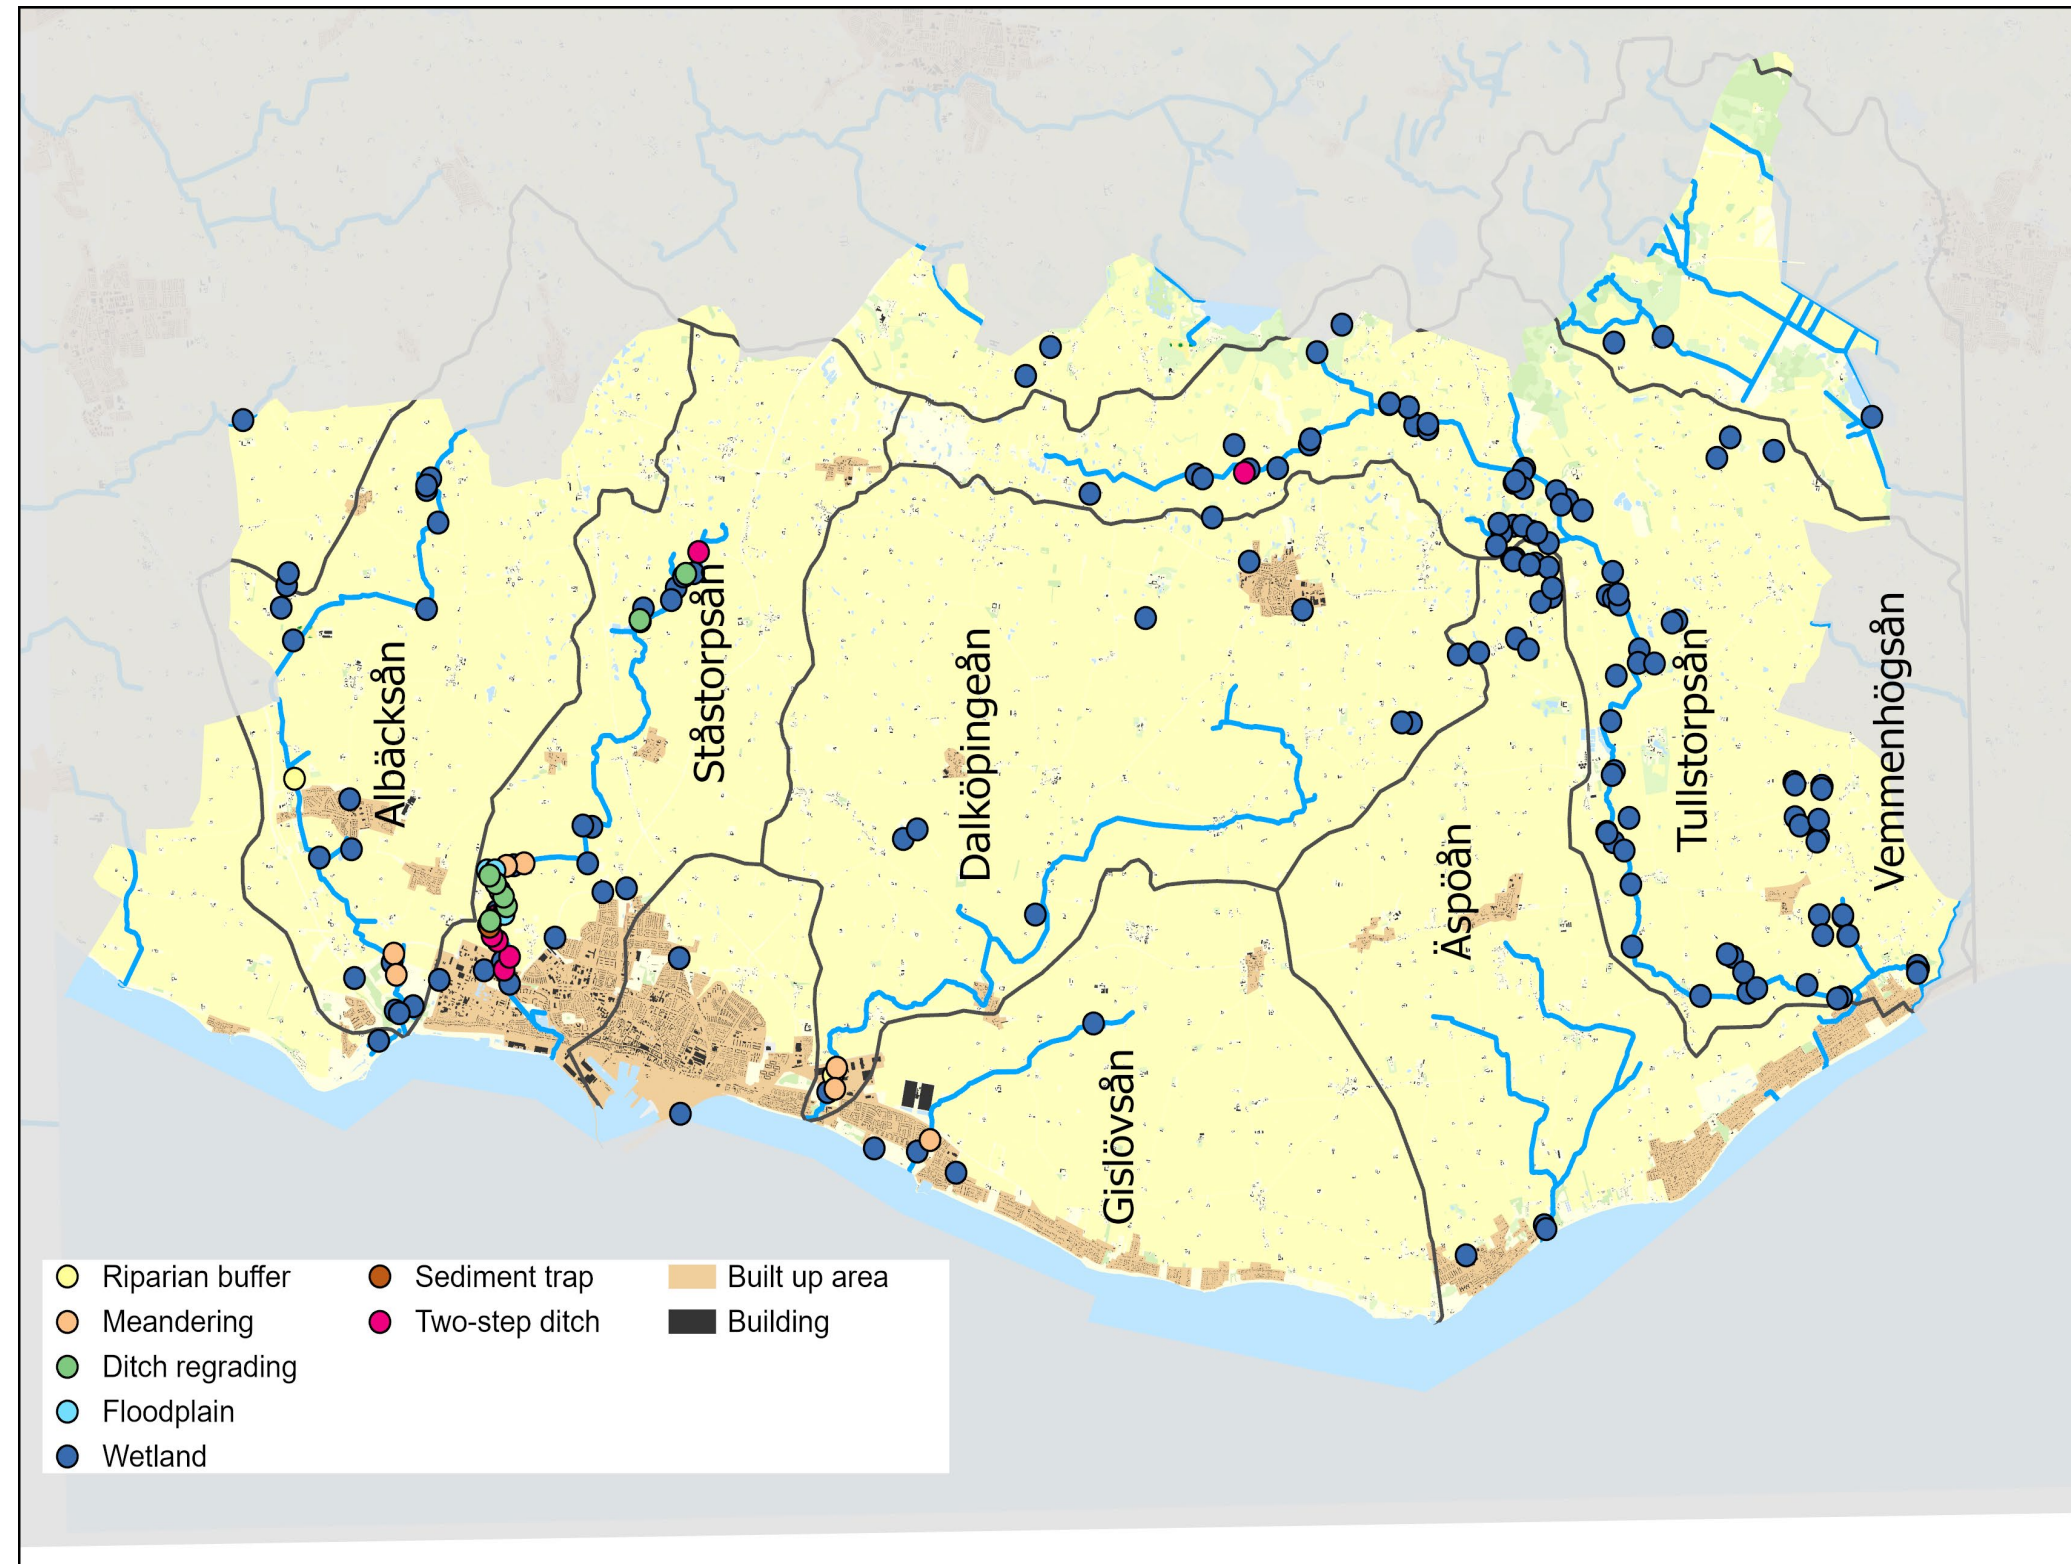 Albäcksån
Ståstorpsån
Dalköpingeån
Gislövsån
Äspöån
Tullstorpsån
Vemmenhögsån
Riparian buffer
Meandering
Ditch regrading
Floodplain
Wetland
Sediment trap
Two-step ditch
Built up area
Building